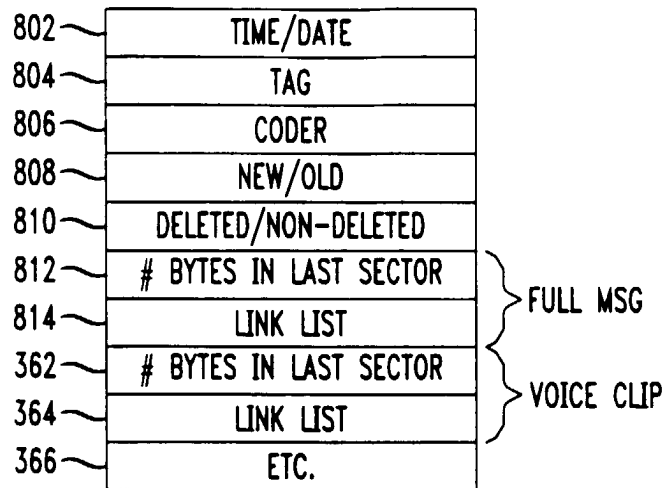 802 TIME/DATE
804 TAG
806 CODER
808 NEW/OLD
810 DELETED/NON-DELETED
812 # BYTES IN LAST SECTOR
814 LINK LIST
FULL MSG
362 # BYTES IN LAST SECTOR
364 LINK LIST
VOICE CLIP
366 ETC.